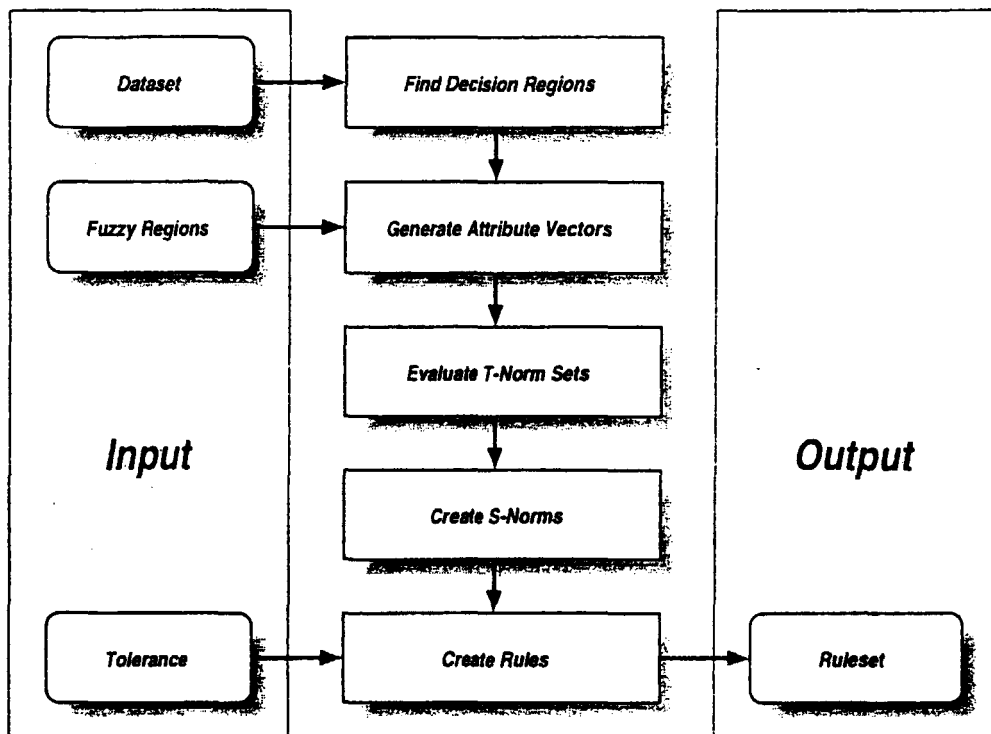 Dataset
Find Decision Regions
Fuzzy Regions
Generate Attribute Vectors
Evaluate T-Norm Sets
Input
Output
Create S-Norms
Tolerance
Create Rules
Ruleset